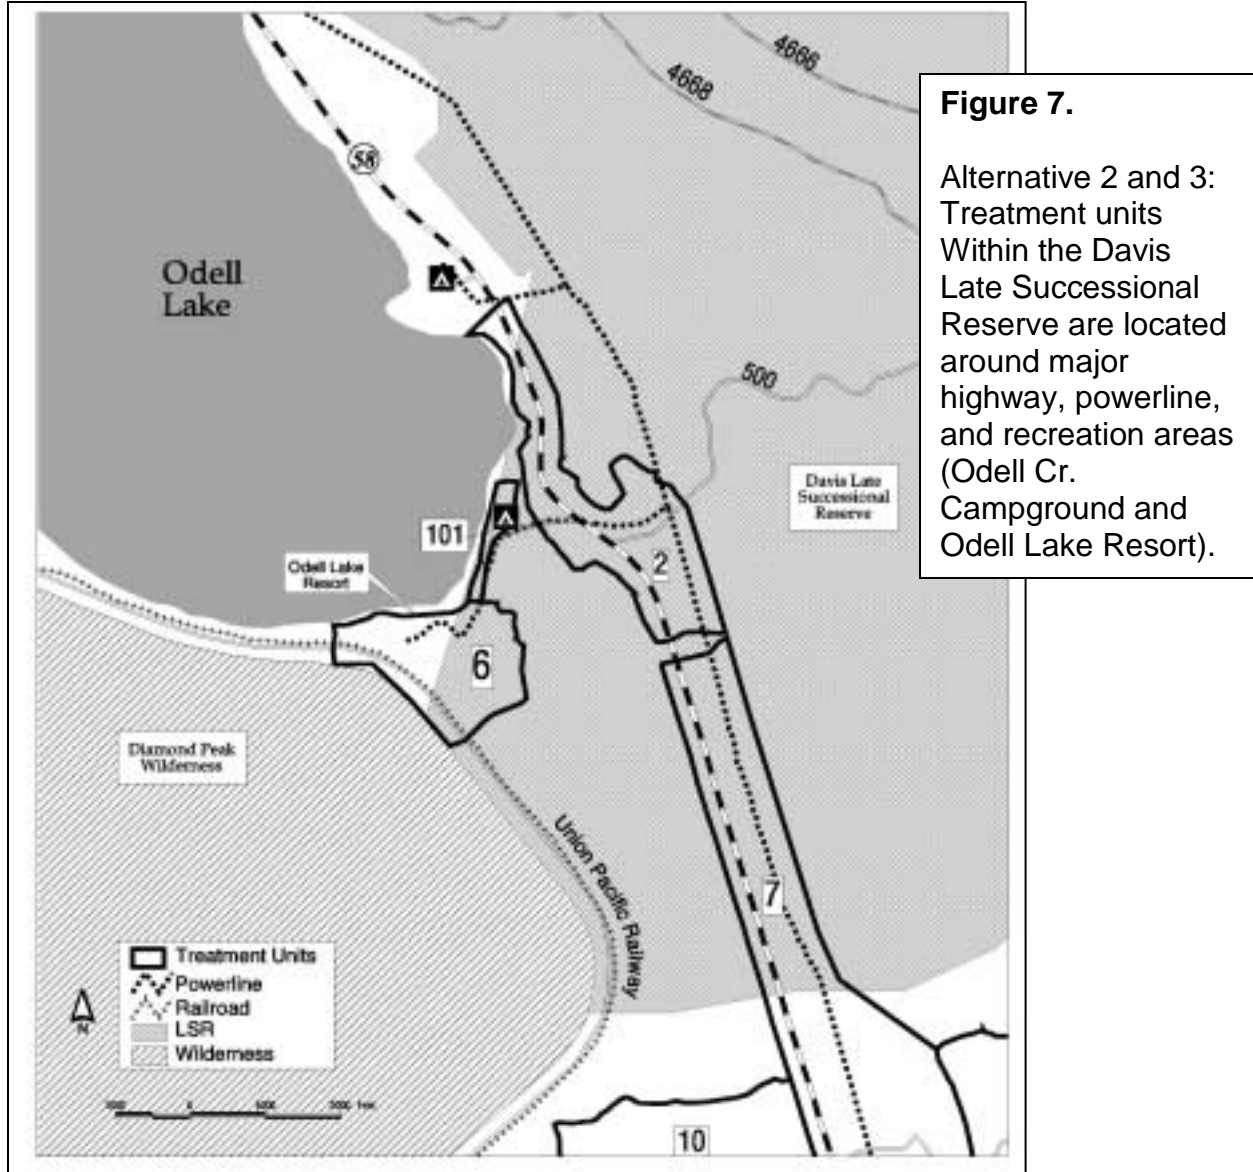 4666
4668
Figure 7.
Alternative 2 and 3:
Treatment units
Within the Davis
Late Successional
Reserve are located
around major
highway, powerline,
and recreation areas
(Odell Cr.
Campground and
Odell Lake Resort).
58
Odell
Lake
500
Davis Late
Successional
Reserve
101
2
Odell Lake
Resort
6
Diamond Peak
Wilderness
Union Pacific Railway
7
Treatment Units
Powerline
Railroad
LSR
Wilderness
N
0
10